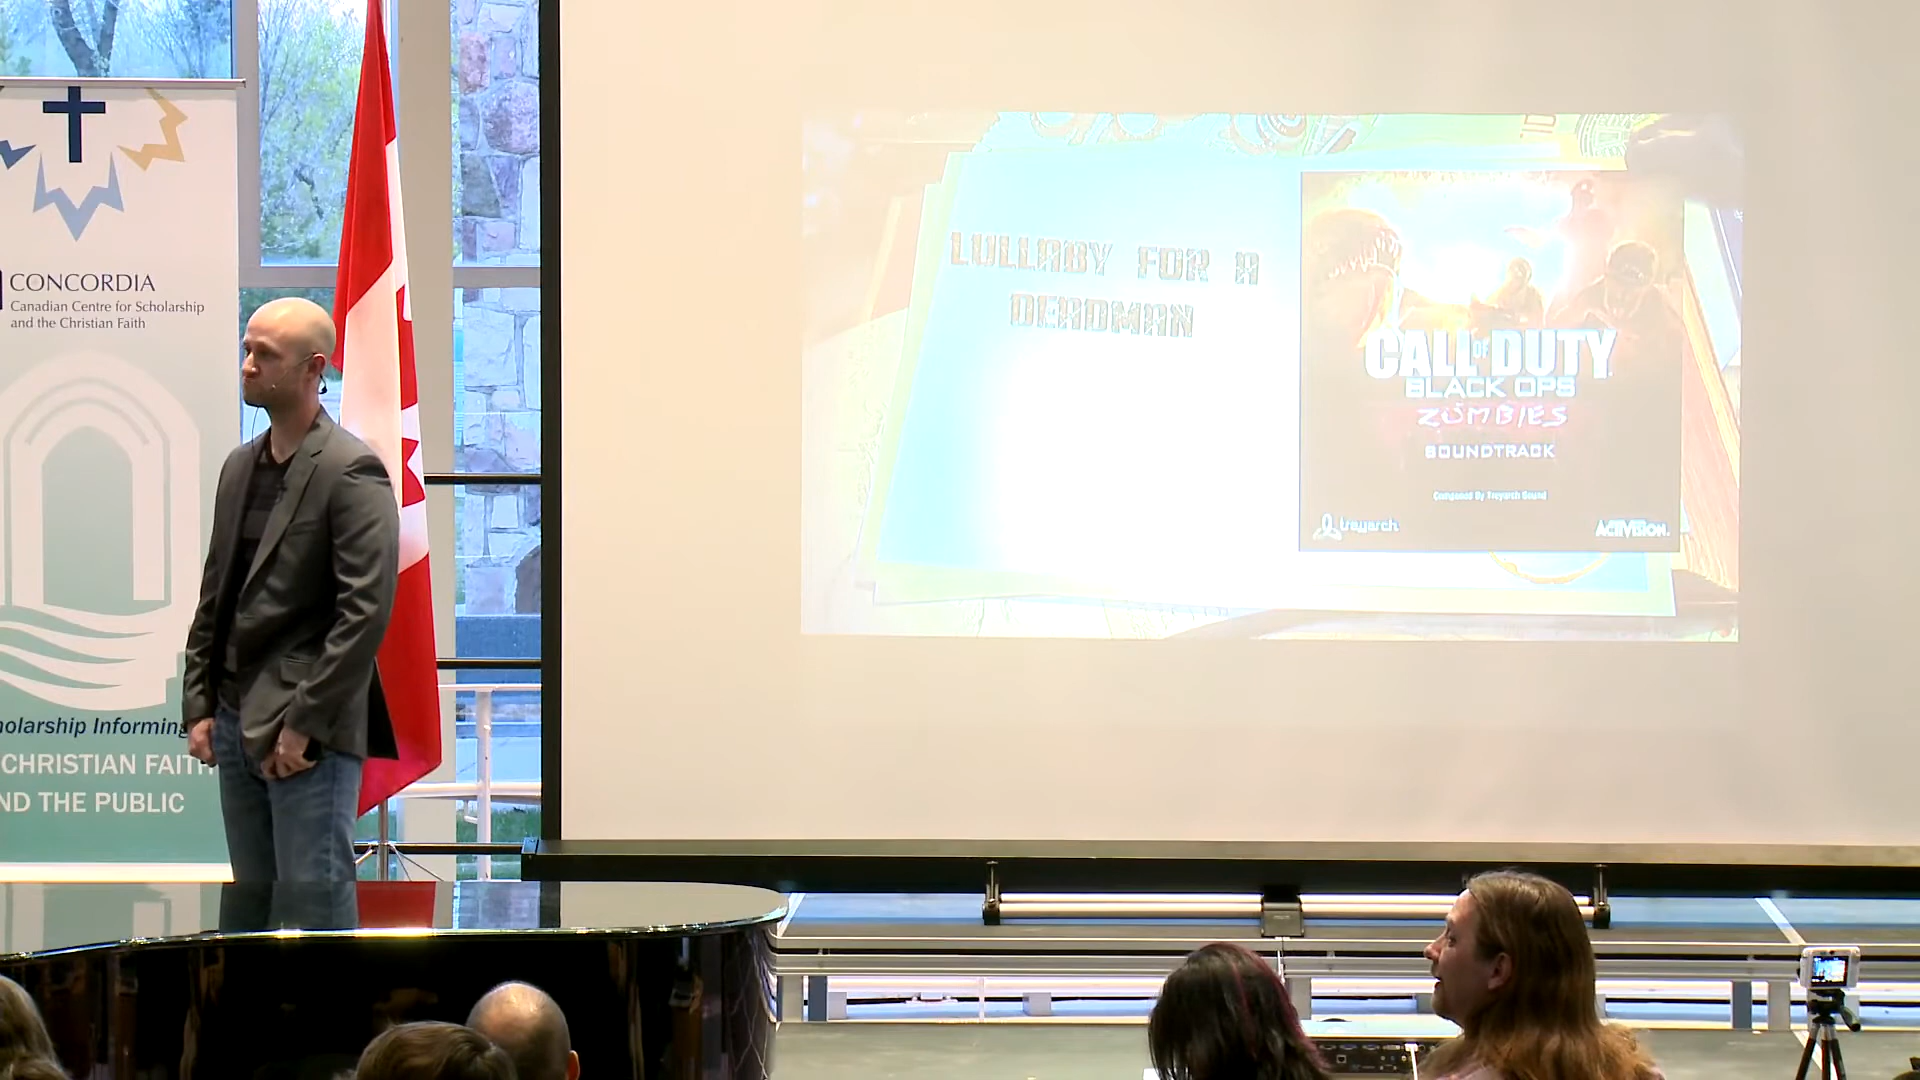 CONCORDIA
Canadian Centre for Scholarship
and the Christian Faith
holarship Informing
CHRISTIAN FAITH
ND THE PUBLIC
LULLABY FOR A
DEADMAN
CALL OF DUTY
BLACK OPS
ZOMBIES
SOUNDTRACK
Composed By Treyarch Sound
treyarch
ACTIVISION